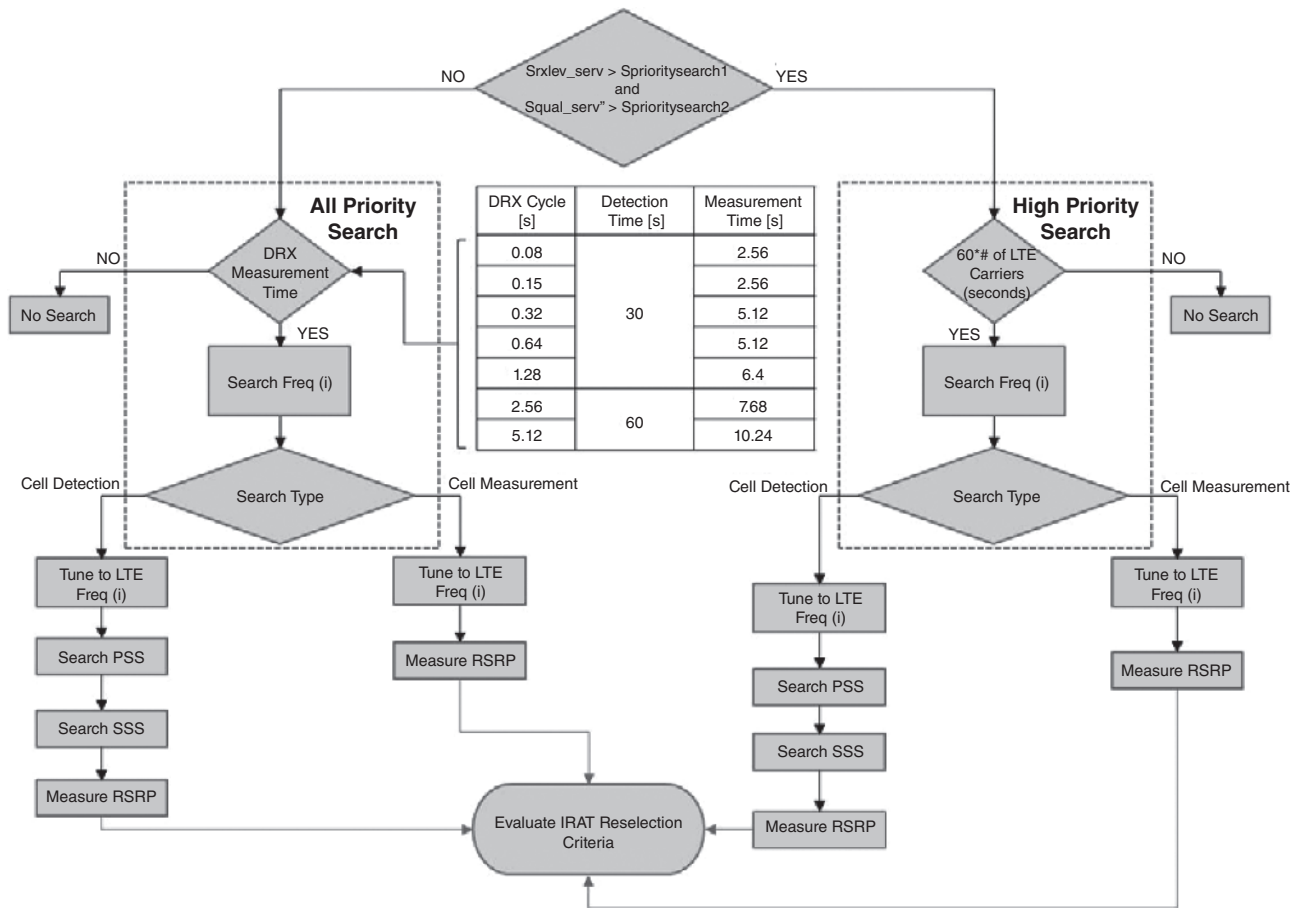 Srxlev_serv > Sprioritysearch1
and
Squal_serv" > Sprioritysearch2
NO
YES
All Priority
Search
DRX
Measurement
Time
NO
No Search
YES
Search Freq (i)
Search Type
Cell Detection
Cell Measurement
Tune to LTE
Freq (i)
Search PSS
Search SSS
Measure RSRP
Tune to LTE
Freq (i)
Measure RSRP
DRX Cycle
[s]
Detection
Time [s]
Measurement
Time [s]
0.08
2.56
0.15
2.56
0.32
30
5.12
0.64
5.12
1.28
6.4
2.56
60
7.68
5.12
10.24
High Priority
Search
60*# of LTE
Carriers
(seconds)
NO
No Search
YES
Search Freq (i)
Search Type
Cell Detection
Cell Measurement
Tune to LTE
Freq (i)
Search PSS
Search SSS
Measure RSRP
Tune to LTE
Freq (i)
Measure RSRP
Evaluate IRAT Reselection
Criteria